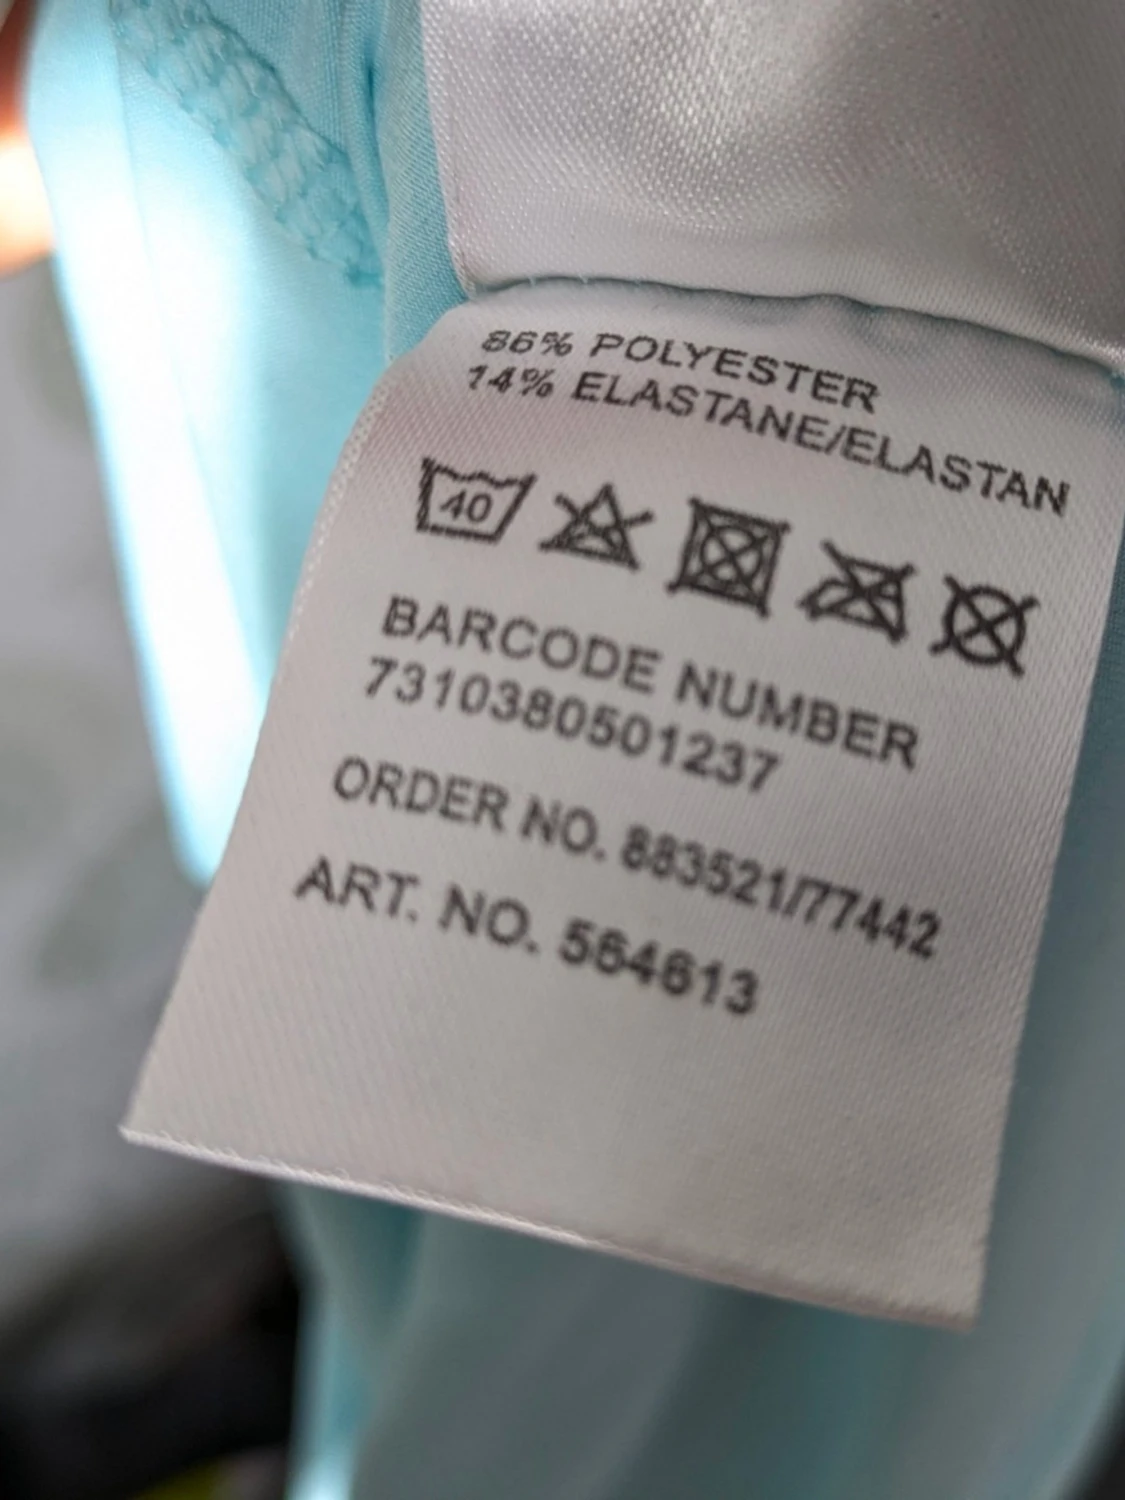 86% POLYESTER
14% ELASTANE/ELASTAN
40
BARCODE NUMBER
7310380501237
ORDER NO. 883521/77442
ART. NO. 564613